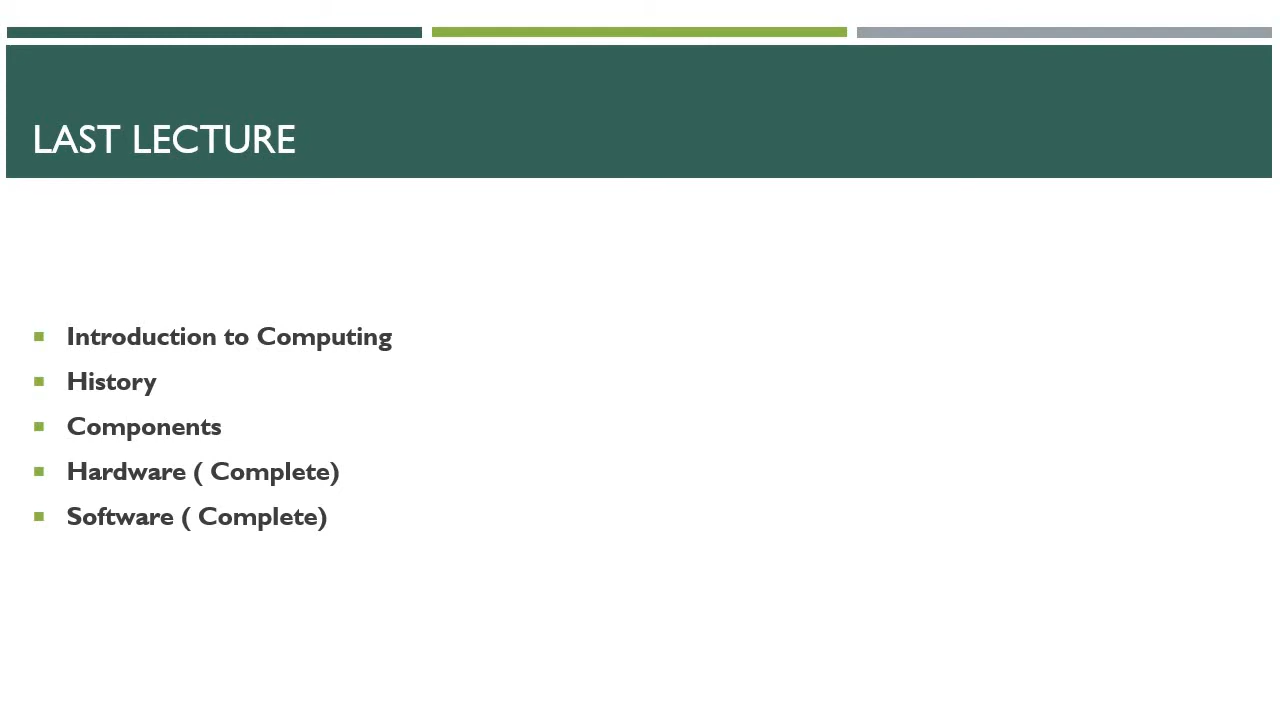 LAST LECTURE
Introduction to Computing
History
Components
Hardware ( Complete)
Software ( Complete)